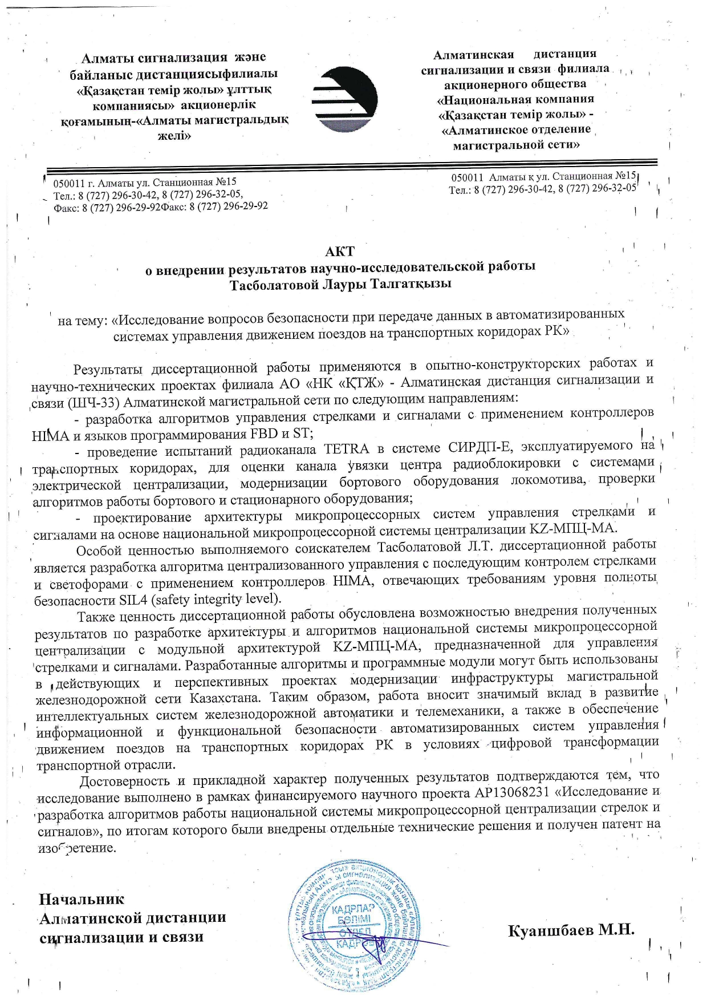 Алматы сигнализация және
байланыс дистанциясыфилиалы
«Қазақстан темір жолы» ұлттық
компаниясы» акционерлік
қоғамының-«Алматы магистральдық
желі»
Алматинская дистанция
сигнализации и связи филиала
акционерного общества
«Национальная компания
«Қазақстан темір жолы» -
«Алматинское отделение
магистральной сети»
050011 г. Алматы ул. Станционная №15
Тел.: 8 (727) 296-30-42, 8 (727) 296-32-05,
Факс: 8 (727) 296-29-92Факс: 8 (727) 296-29-92
050011 Алматы қ ул. Станционная №15
Тел.: 8 (727) 296-30-42, 8 (727) 296-32-05
АКТ
о внедрении результатов научно-исследовательской работы
Тасболатовой Лауры Талгатқызы
на тему: «Исследование вопросов безопасности при передаче данных в автоматизированных
системах управления движением поездов на транспортных коридорах РК»
Результаты диссертационной работы применяются в опытно-конструкторских работах и
научно-технических проектах филиала АО «НК «ҚТЖ» - Алматинская дистанция сигнализации и
связи (ШЧ-33) Алматинской магистральной сети по следующим направлениям:
- разработка алгоритмов управления стрелками и сигналами с применением контроллеров
HIMA и языков программирования FBD и ST;
- проведение испытаний радиоканала TETRA в системе СИРДП-Е, эксплуатируемого на
транспортных коридорах, для оценки канала увязки центра радиоблокировки с системами
электрической централизации, модернизации бортового оборудования локомотива, проверки
алгоритмов работы бортового и стационарного оборудования;
- проектирование архитектуры микропроцессорных систем управления стрелками и
сигналами на основе национальной микропроцессорной системы централизации KZ-МПЦ-МА.
Особой ценностью выполняемого соискателем Тасболатовой Л.Т. диссертационной работы
является разработка алгоритма централизованного управления с последующим контролем стрелками
и светофорами с применением контроллеров HIMA, отвечающих требованиям уровня полноты
безопасности SIL4 (safety integrity level).
Также ценность диссертационной работы обусловлена возможностью внедрения полученных
результатов по разработке архитектуры и алгоритмов национальной системы микропроцессорной
централизации с модульной архитектурой KZ-МПЦ-МА, предназначенной для управления
стрелками и сигналами. Разработанные алгоритмы и программные модули могут быть использованы
в действующих и перспективных проектах модернизации инфраструктуры магистральной
железнодорожной сети Казахстана. Таким образом, работа вносит значимый вклад в развитие
интеллектуальных систем железнодорожной автоматики и телемеханики, а также в обеспечение
информационной и функциональной безопасности автоматизированных систем управления
движением поездов на транспортных коридорах РК в условиях цифровой трансформации
транспортной отрасли.
Достоверность и прикладной характер полученных результатов подтверждаются тем, что
исследование выполнено в рамках финансируемого научного проекта АР13068231 «Исследование и
разработка алгоритмов работы национальной системы микропроцессорной централизации стрелок и
сигналов», по итогам которого были внедрены отдельные технические решения и получен патент на
изобретение.
Начальник
Алматинской дистанции
сигнализации и связи
КАДРЛАР
БӨЛІМІ
ОТДЕЛ
КАДРОВ
Куаншбаев М.Н.